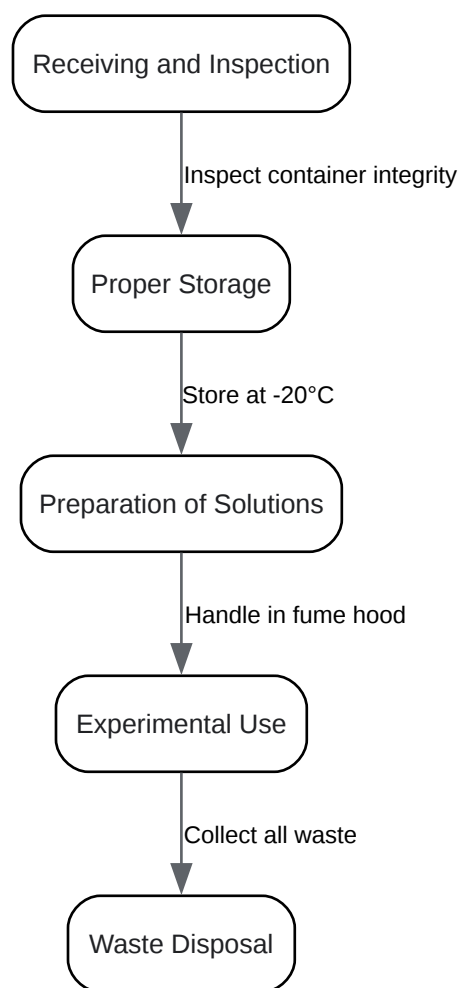 Receiving and Inspection
Inspect container integrity
Proper Storage
Store at -20°C
Preparation of Solutions
Handle in fume hood
Experimental Use
Collect all waste
Waste Disposal